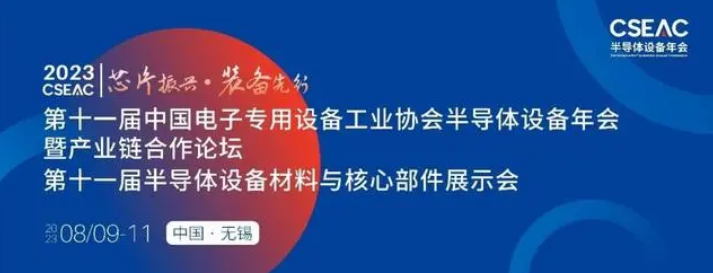 CSEAC
半导体设备年会
2023
CSEAC
芯片振兴·装备先行
第十一届中国电子专用设备工业协会半导体设备年会
暨产业链合作论坛
第十一届半导体设备材料与核心部件展示会
2023 08/09-11 中国·无锡